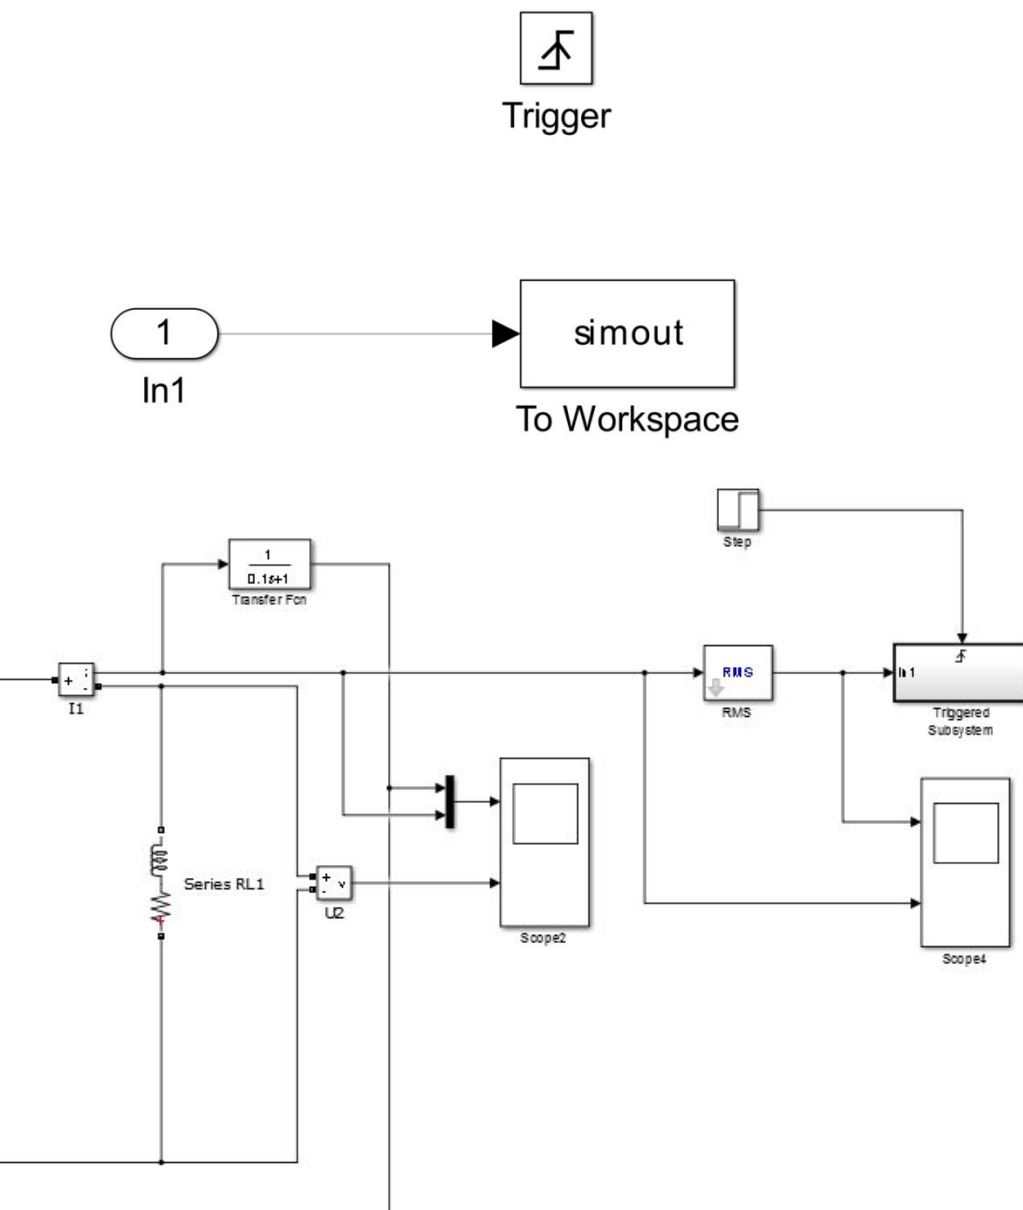 Trigger
1
In1
simout
To Workspace
Step
1
0.1s+1
Transfer Fcn
+
i
-
I1
RMS
RMS
In1
Triggered
Subsystem
Series RL1
+
-
v
U2
Scope2
Scope4